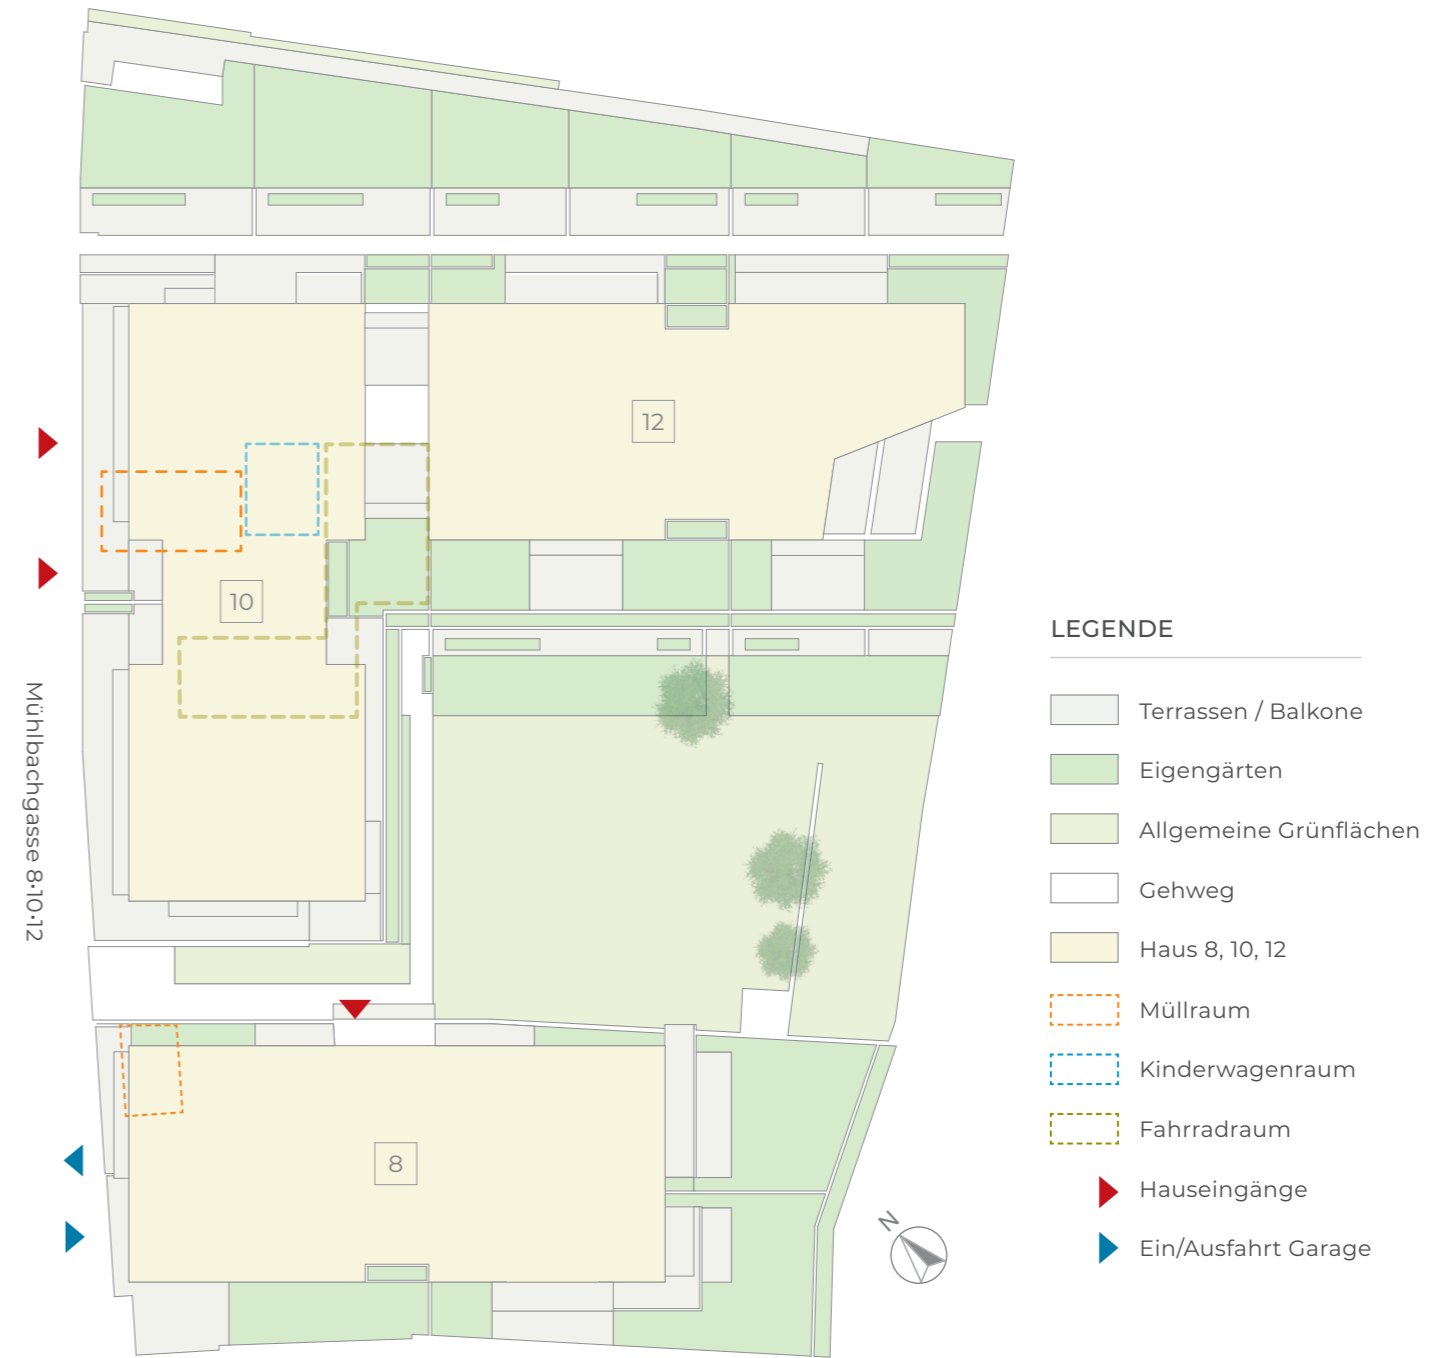 12
10
Mühlbachgasse 8·10·12
8
N
LEGENDE
Terrassen / Balkone
Eigengärten
Allgemeine Grünflächen
Gehweg
Haus 8, 10, 12
Müllraum
Kinderwagenraum
Fahrradraum
Hauseingänge
Ein/Ausfahrt Garage